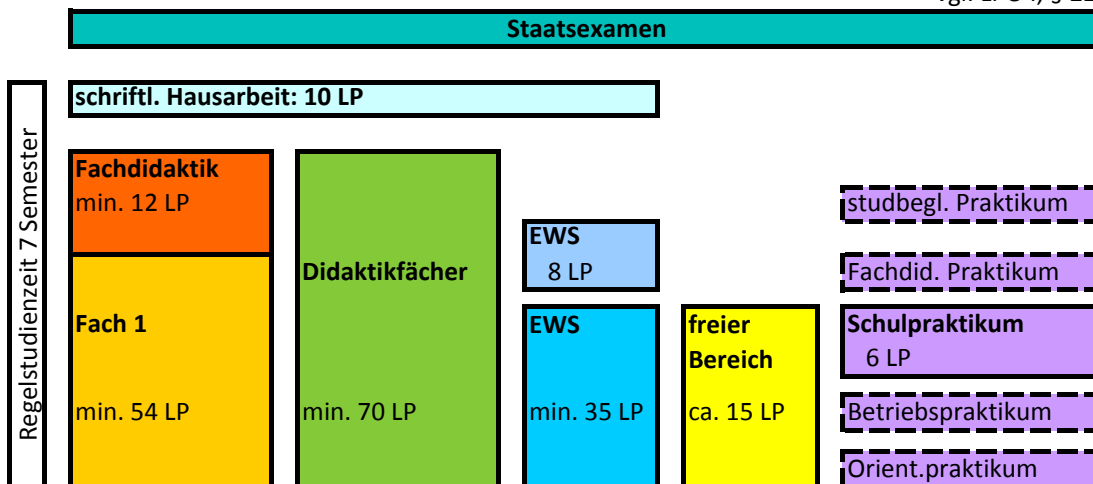 Staatsexamen
schriftl. Hausarbeit: 10 LP
Regelstudienzeit 7 Semester
Fachdidaktik
min. 12 LP
Fach 1
min. 54 LP
Didaktikfächer
min. 70 LP
EWS
8 LP
EWS
min. 35 LP
freier
Bereich
ca. 15 LP
studbegl. Praktikum
Fachdid. Praktikum
Schulpraktikum
6 LP
Betriebspraktikum
Orient.praktikum